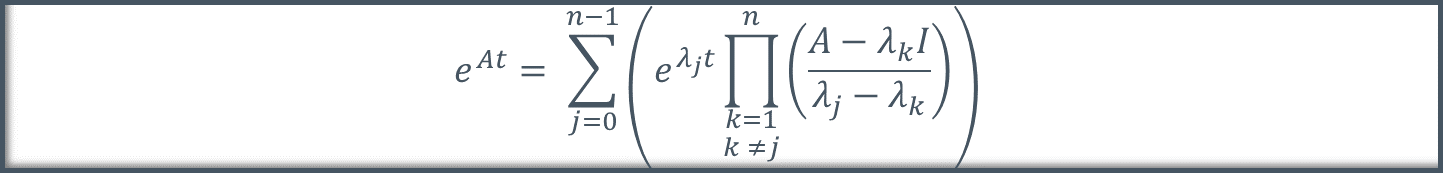 e^{At} = \sum_{j=0}^{n-1} \left( e^{\lambda_j t} \prod_{\substack{k=1 \\ k \neq j}}^{n} \left( \frac{A - \lambda_k I}{\lambda_j - \lambda_k} \right) \right)